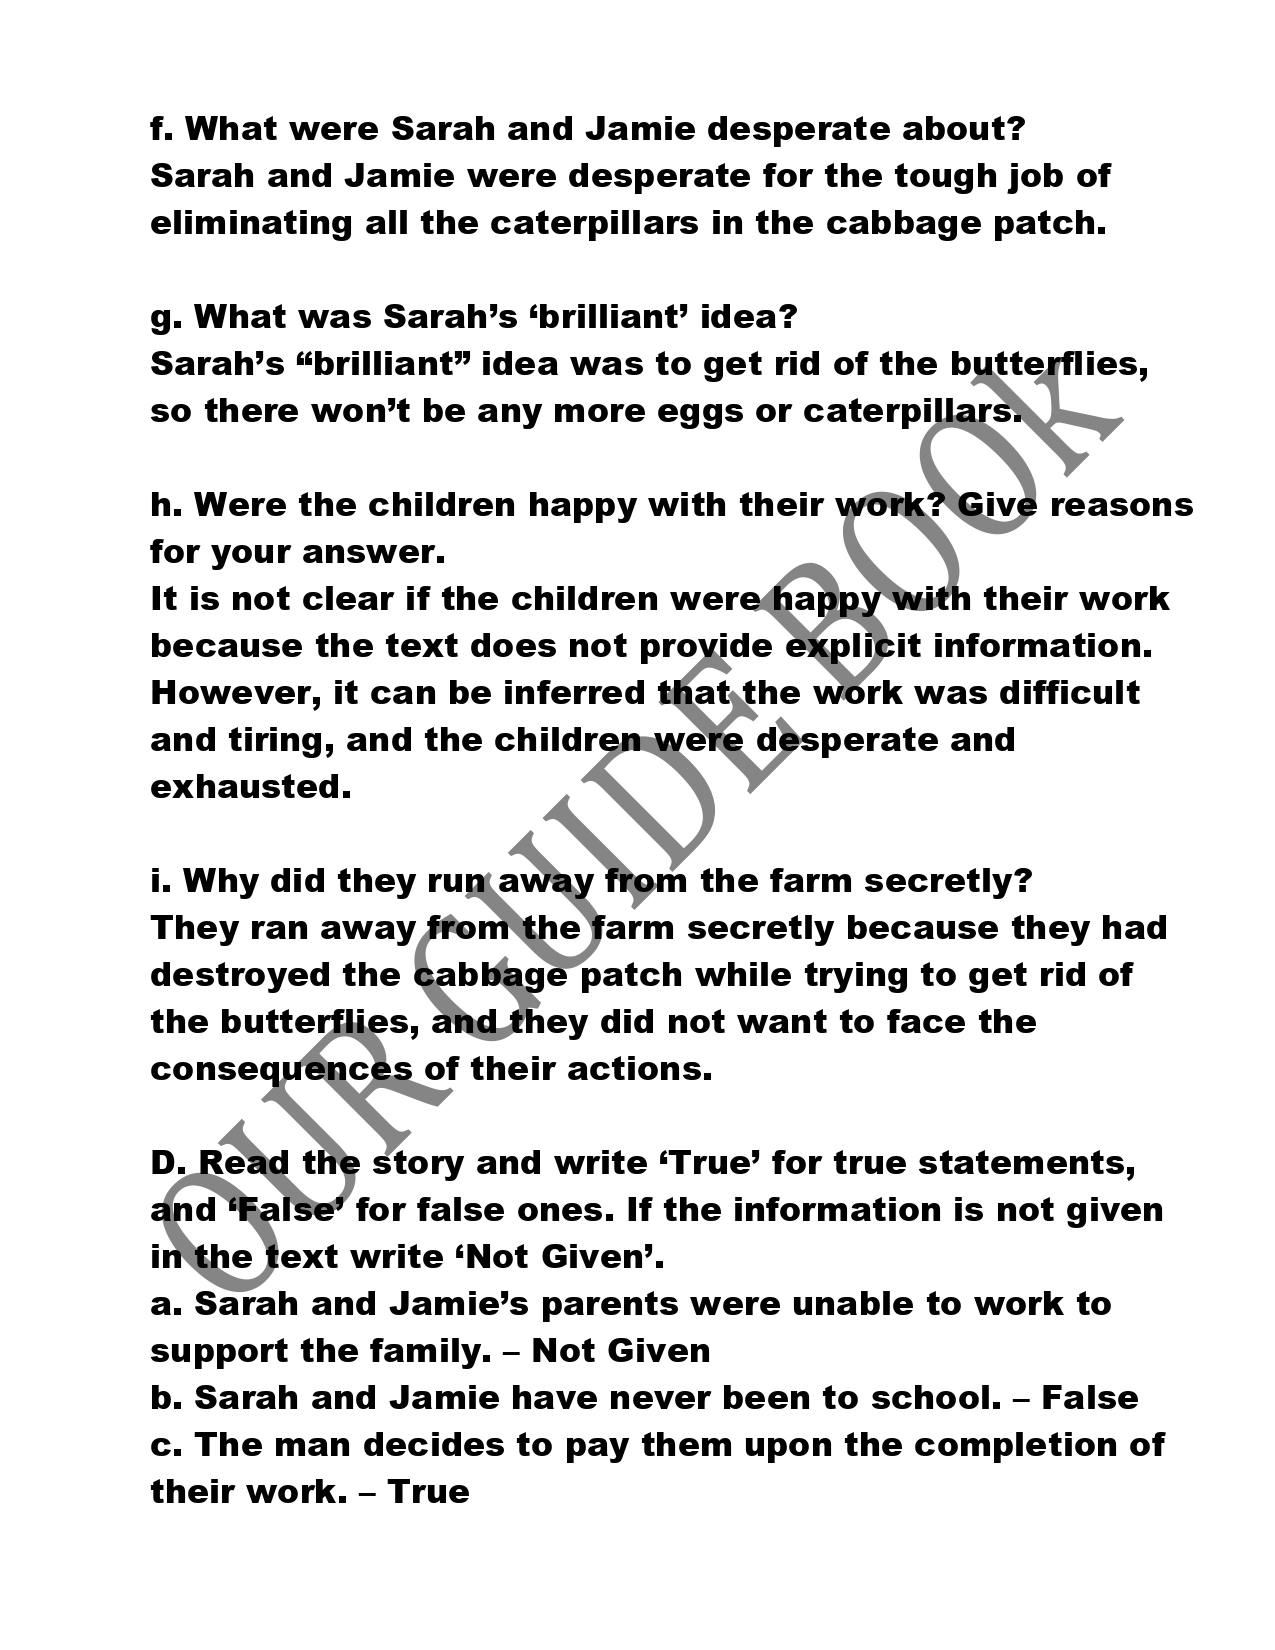 f. What were Sarah and Jamie desperate about?
Sarah and Jamie were desperate for the tough job of
eliminating all the caterpillars in the cabbage patch.
g. What was Sarah’s ‘brilliant’ idea?
Sarah’s “brilliant” idea was to get rid of the butterflies,
so there won’t be any more eggs or caterpillars.
h. Were the children happy with their work? Give reasons
for your answer.
It is not clear if the children were happy with their work
because the text does not provide explicit information.
However, it can be inferred that the work was difficult
and tiring, and the children were desperate and
exhausted.
i. Why did they run away from the farm secretly?
They ran away from the farm secretly because they had
destroyed the cabbage patch while trying to get rid of
the butterflies, and they did not want to face the
consequences of their actions.
D. Read the story and write ‘True’ for true statements,
and ‘False’ for false ones. If the information is not given
in the text write ‘Not Given’.
a. Sarah and Jamie’s parents were unable to work to
support the family. – Not Given
b. Sarah and Jamie have never been to school. – False
c. The man decides to pay them upon the completion of
their work. – True
OUR GUIDE BOOk